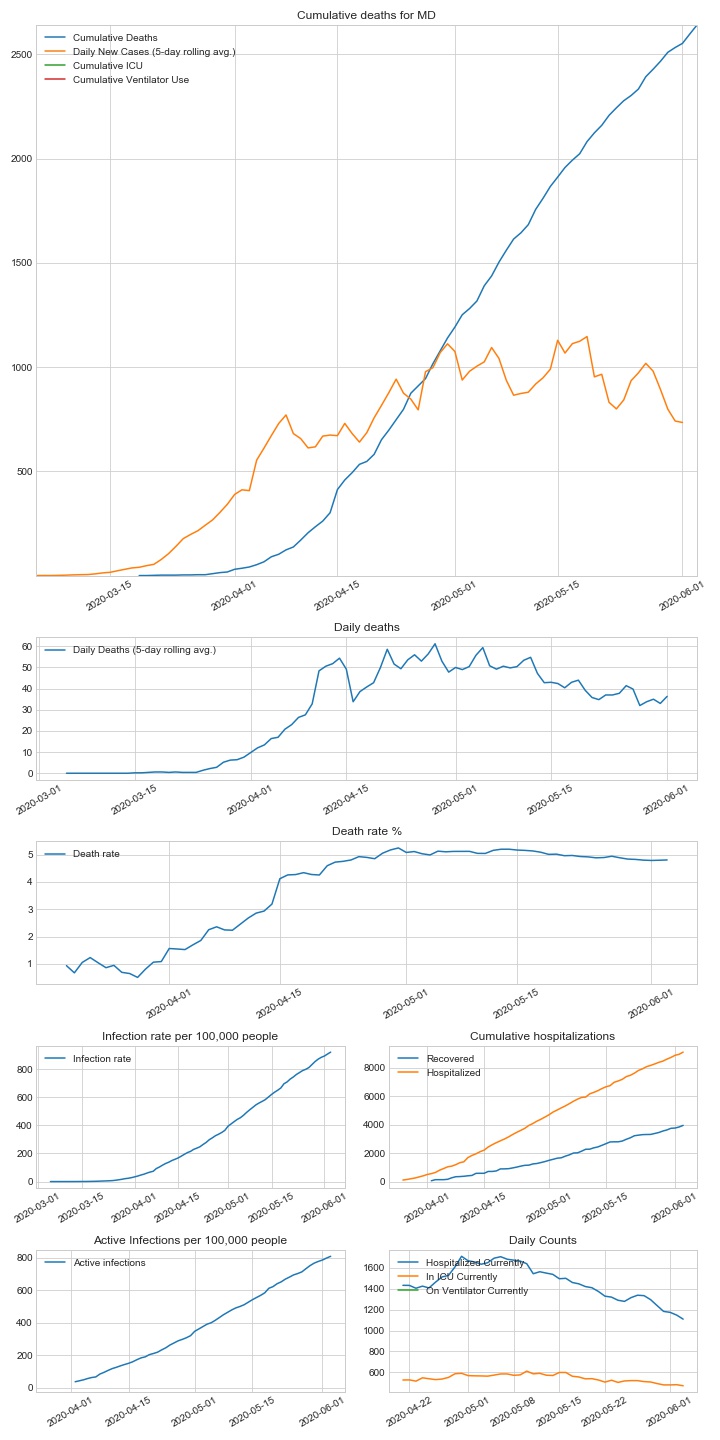 Cumulative deaths for MD
Cumulative Deaths
Daily New Cases (5-day rolling avg.)
Cumulative ICU
Cumulative Ventilator Use
2500
2000
1500
1000
500
2020-03-15 2020-04-01 2020-04-15 2020-05-01 2020-05-15 2020-06-01
Daily deaths
Daily Deaths (5-day rolling avg.)
60
50
40
30
20
10
0
2020-03-01 2020-03-15 2020-04-01 2020-04-15 2020-05-01 2020-05-15 2020-06-01
Death rate %
Death rate
5
4
3
2
1
2020-04-01 2020-04-15 2020-05-01 2020-05-15 2020-06-01
Infection rate per 100,000 people
Infection rate
800
600
400
200
0
2020-03-01 2020-03-15 2020-04-01 2020-04-15 2020-05-01 2020-05-15 2020-06-01
Cumulative hospitalizations
Recovered
Hospitalized
8000
6000
4000
2000
0
2020-04-01 2020-04-15 2020-05-01 2020-05-15 2020-06-01
Active Infections per 100,000 people
Active infections
800
600
400
200
0
2020-04-01 2020-04-15 2020-05-01 2020-05-15 2020-06-01
Daily Counts
Hospitalized Currently
In ICU Currently
On Ventilator Currently
1600
1400
1200
1000
800
600
2020-04-22 2020-05-01 2020-05-08 2020-05-15 2020-05-22 2020-06-01